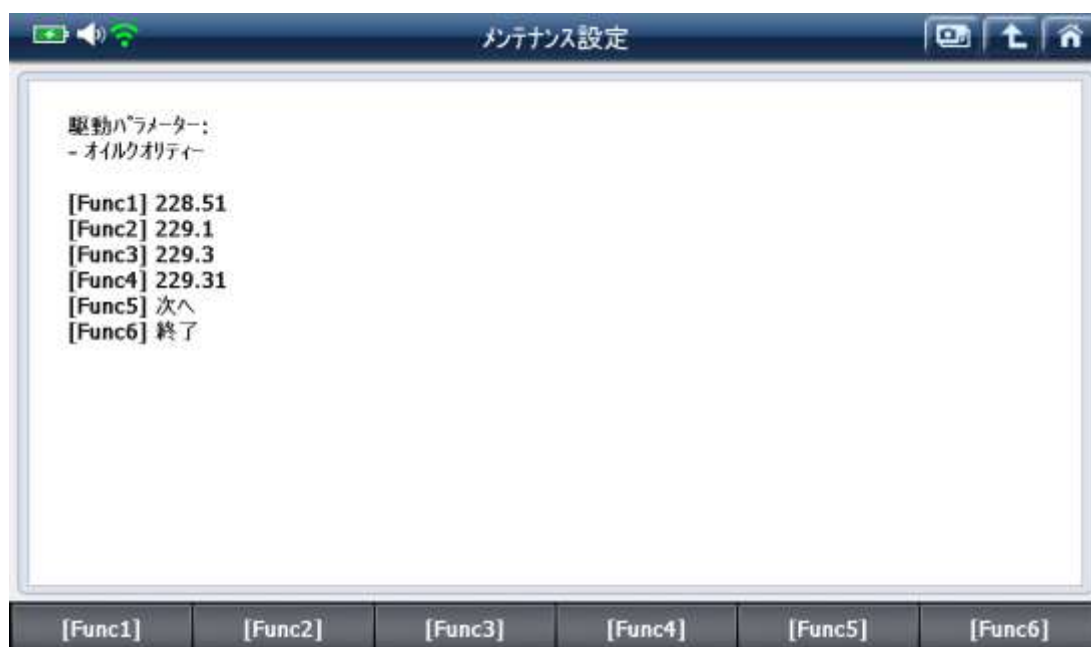 メンテナンス設定
駆動パラメーター:
- オイルクオリティー
[Func1] 228.51
[Func2] 229.1
[Func3] 229.3
[Func4] 229.31
[Func5] 次へ
[Func6] 終了
[Func1] [Func2] [Func3] [Func4] [Func5] [Func6]